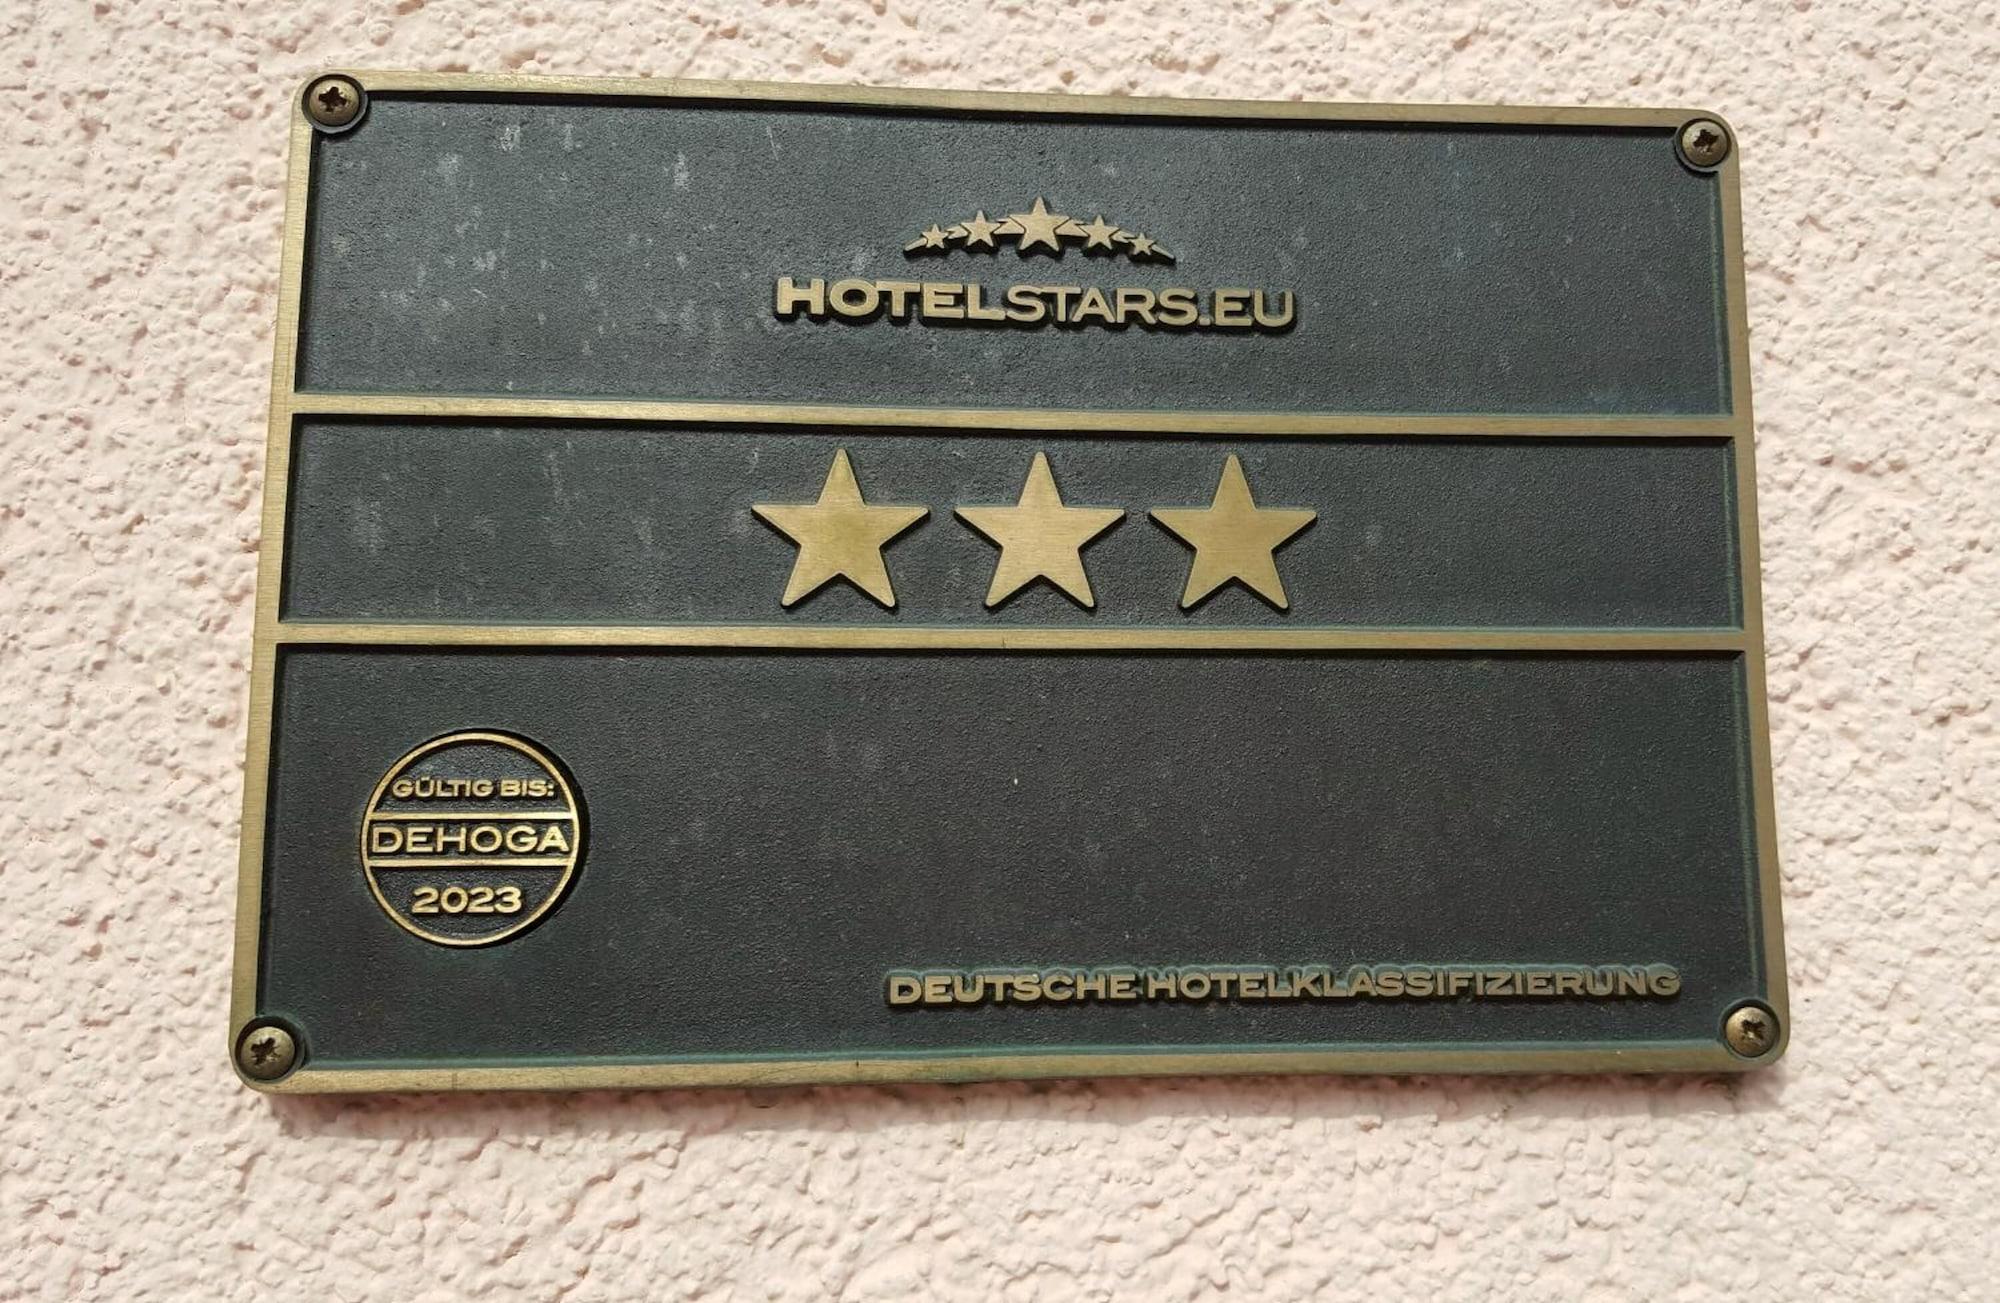 HOTELSTARS.EU
GÜLTIG BIS:
DEHOGA
2023
DEUTSCHE HOTELKLASSIFIZIERUNG